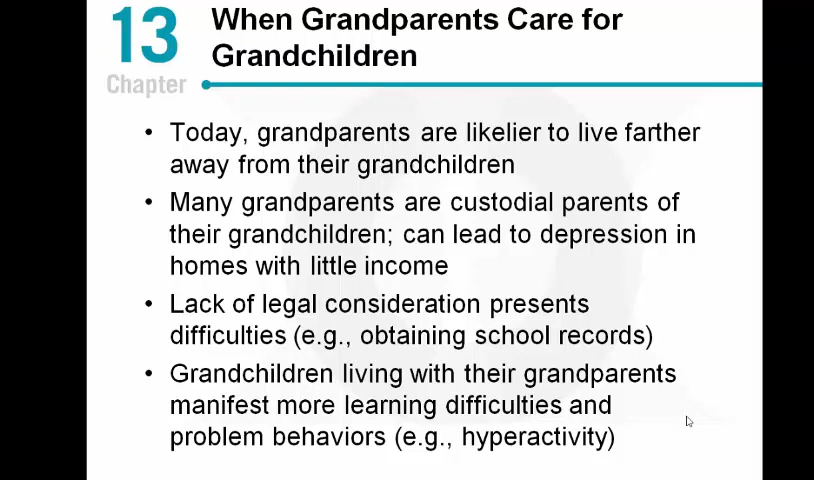 13
Chapter
When Grandparents Care for
Grandchildren
• Today, grandparents are likelier to live farther
away from their grandchildren
• Many grandparents are custodial parents of
their grandchildren; can lead to depression in
homes with little income
• Lack of legal consideration presents
difficulties (e.g., obtaining school records)
• Grandchildren living with their grandparents
manifest more learning difficulties and
problem behaviors (e.g., hyperactivity)